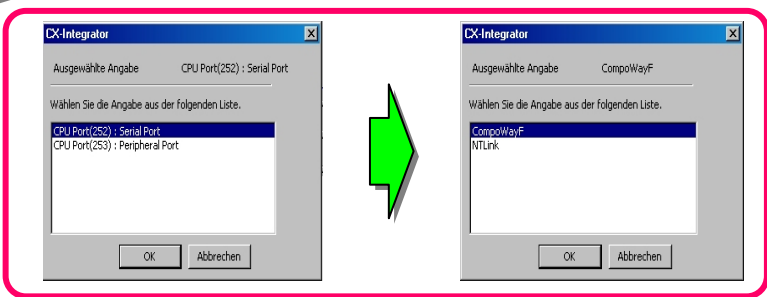 CX-Integrator
Ausgewählte Angabe CPU Port(252) : Serial Port
Wählen Sie die Angabe aus der folgenden Liste.
CPU Port(252) : Serial Port
CPU Port(253) : Peripheral Port
OK Abbrechen
CX-Integrator
Ausgewählte Angabe CompoWayF
Wählen Sie die Angabe aus der folgenden Liste.
CompoWayF
NTLink
OK Abbrechen